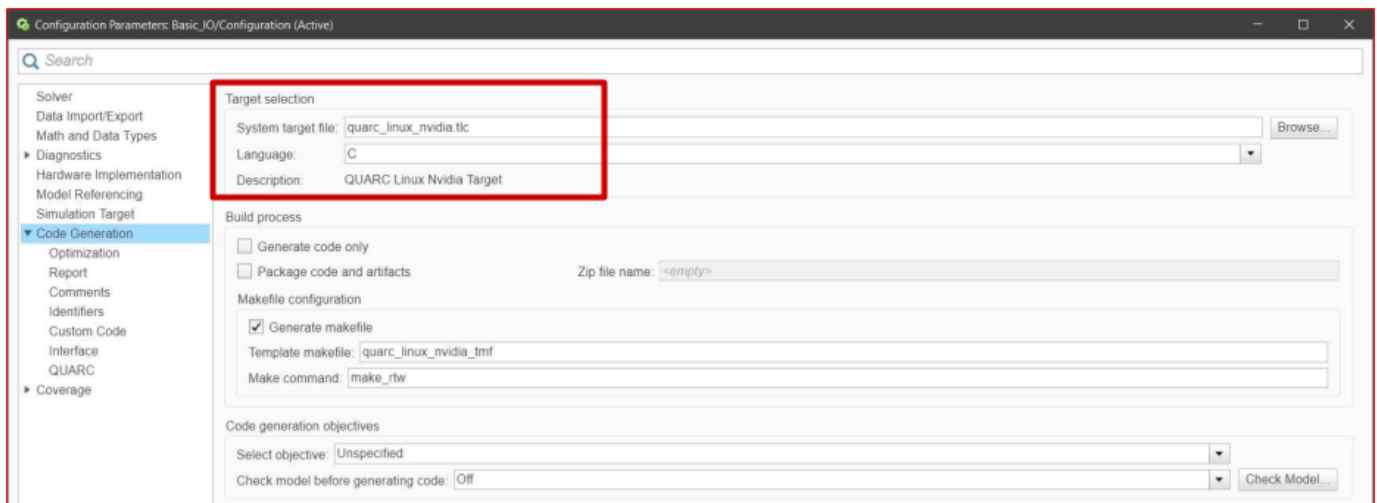 Configuration Parameters: Basic_IO/Configuration (Active)
Search
Solver
Data Import/Export
Math and Data Types
Diagnostics
Hardware Implementation
Model Referencing
Simulation Target
Code Generation
Optimization
Report
Comments
Identifiers
Custom Code
Interface
QUARC
Coverage
Target selection
System target file: quarc_linux_nvidia.tlc Browse...
Language: C
Description: QUARC Linux Nvidia Target
Build process
Generate code only
Package code and artifacts Zip file name: <empty>
Makefile configuration
Generate makefile
Template makefile: quarc_linux_nvidia_tmf
Make command: make_rtw
Code generation objectives
Select objective: Unspecified
Check model before generating code: Off Check Model...